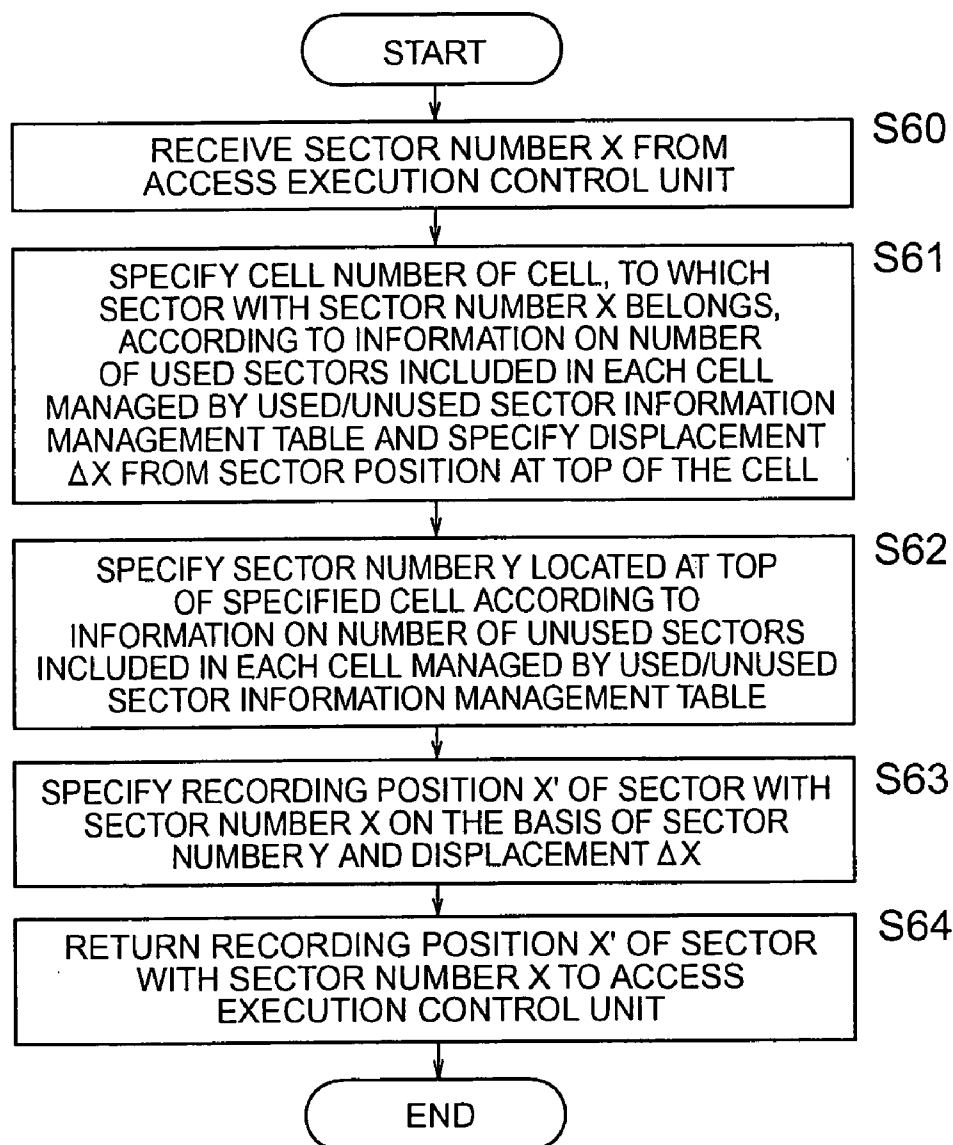 START
S60
RECEIVE SECTOR NUMBER X FROM
ACCESS EXECUTION CONTROL UNIT
S61
SPECIFY CELL NUMBER OF CELL, TO WHICH
SECTOR WITH SECTOR NUMBER X BELONGS,
ACCORDING TO INFORMATION ON NUMBER
OF USED SECTORS INCLUDED IN EACH CELL
MANAGED BY USED/UNUSED SECTOR INFORMATION
MANAGEMENT TABLE AND SPECIFY DISPLACEMENT
ΔX FROM SECTOR POSITION AT TOP OF THE CELL
S62
SPECIFY SECTOR NUMBER Y LOCATED AT TOP
OF SPECIFIED CELL ACCORDING TO
INFORMATION ON NUMBER OF UNUSED SECTORS
INCLUDED IN EACH CELL MANAGED BY USED/UNUSED
SECTOR INFORMATION MANAGEMENT TABLE
S63
SPECIFY RECORDING POSITION X' OF SECTOR WITH
SECTOR NUMBER X ON THE BASIS OF SECTOR
NUMBER Y AND DISPLACEMENT ΔX
S64
RETURN RECORDING POSITION X' OF SECTOR
WITH SECTOR NUMBER X TO ACCESS
EXECUTION CONTROL UNIT
END